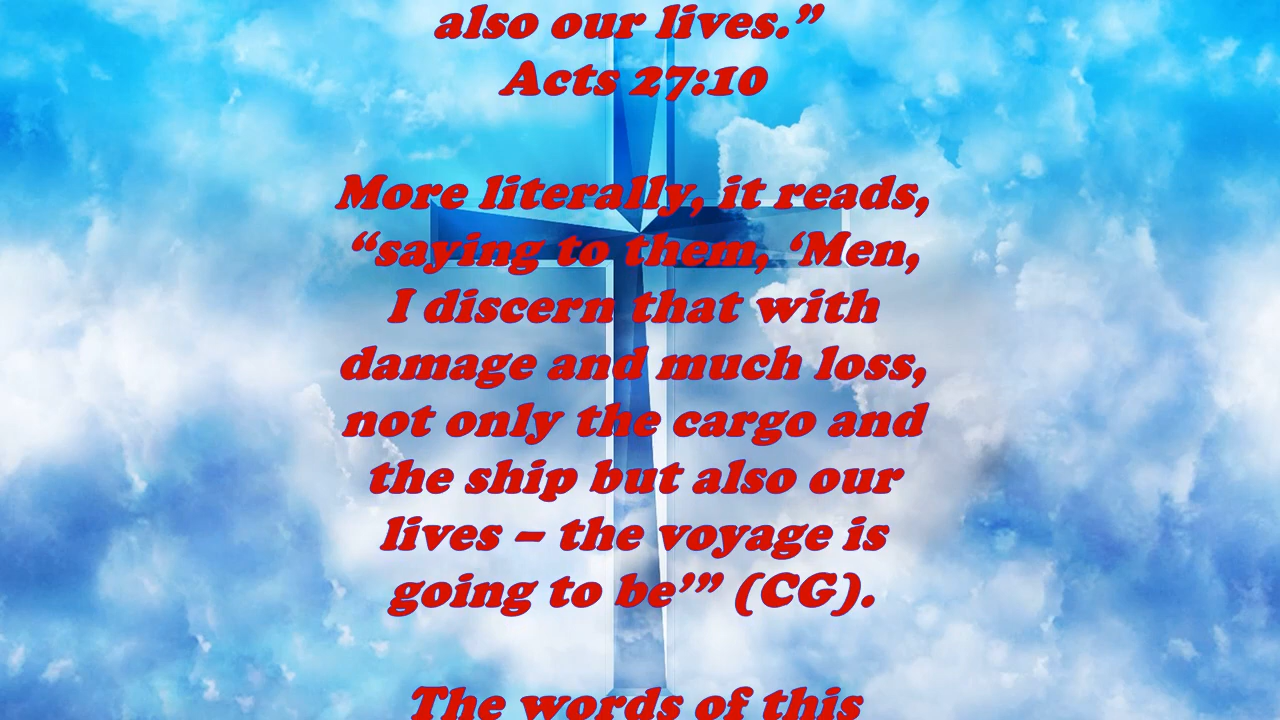 also our lives.”
Acts 27:10
More literally, it reads,
“saying to them, ‘Men,
I discern that with
damage and much loss,
not only the cargo and
the ship but also our
lives – the voyage is
going to be’” (CG).
The words of this